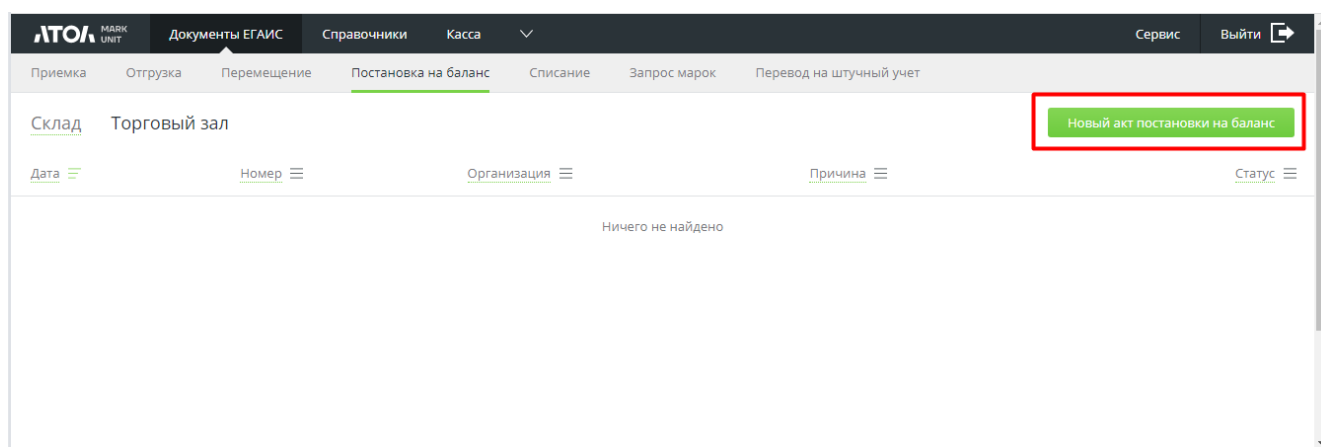 АТОЛ MARK UNIT Документы ЕГАИС Справочники Касса Сервис Выйти
Приемка Отгрузка Перемещение Постановка на баланс Списание Запрос марок Перевод на штучный учет
Склад Торговый зал Новый акт постановки на баланс
Дата Номер Организация Причина Статус
Ничего не найдено